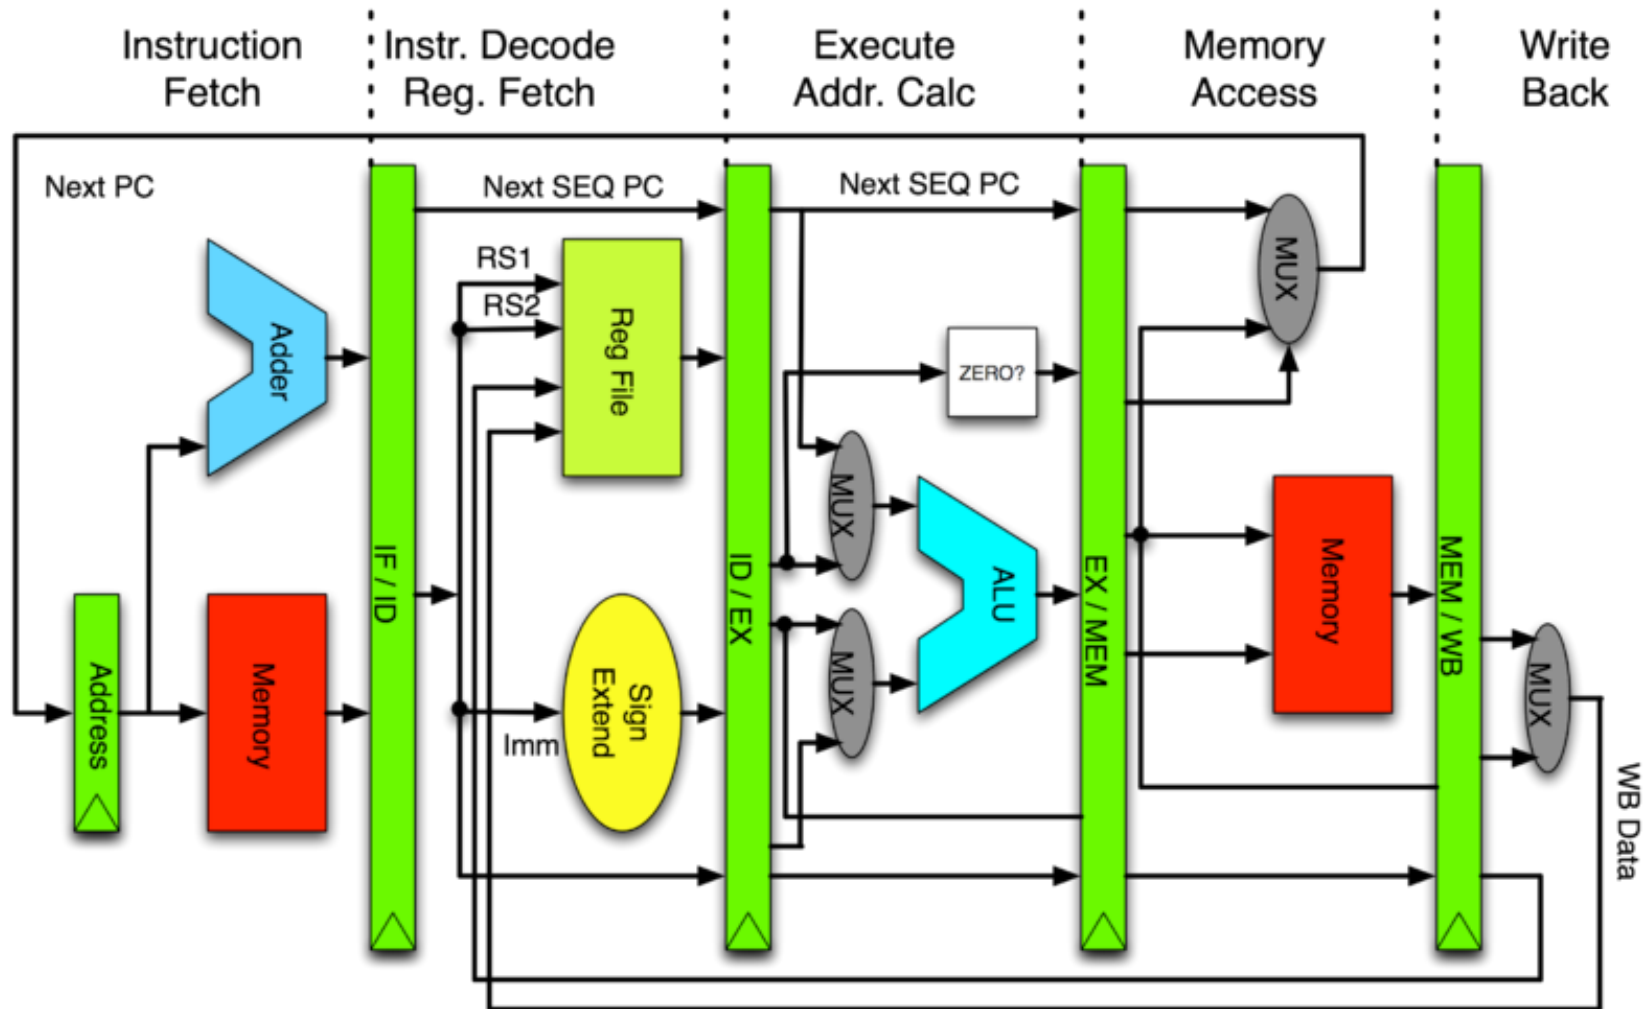 Instruction
Fetch
Instr. Decode
Reg. Fetch
Execute
Addr. Calc
Memory
Access
Write
Back
Next PC
Next SEQ PC
Next SEQ PC
RS1
RS2
Adder
Reg File
ZERO?
MUX
MUX
MUX
ALU
IF / ID
ID / EX
EX / MEM
MEM / WB
Address
Memory
Sign
Extend
Imm
Memory
MUX
WB Data